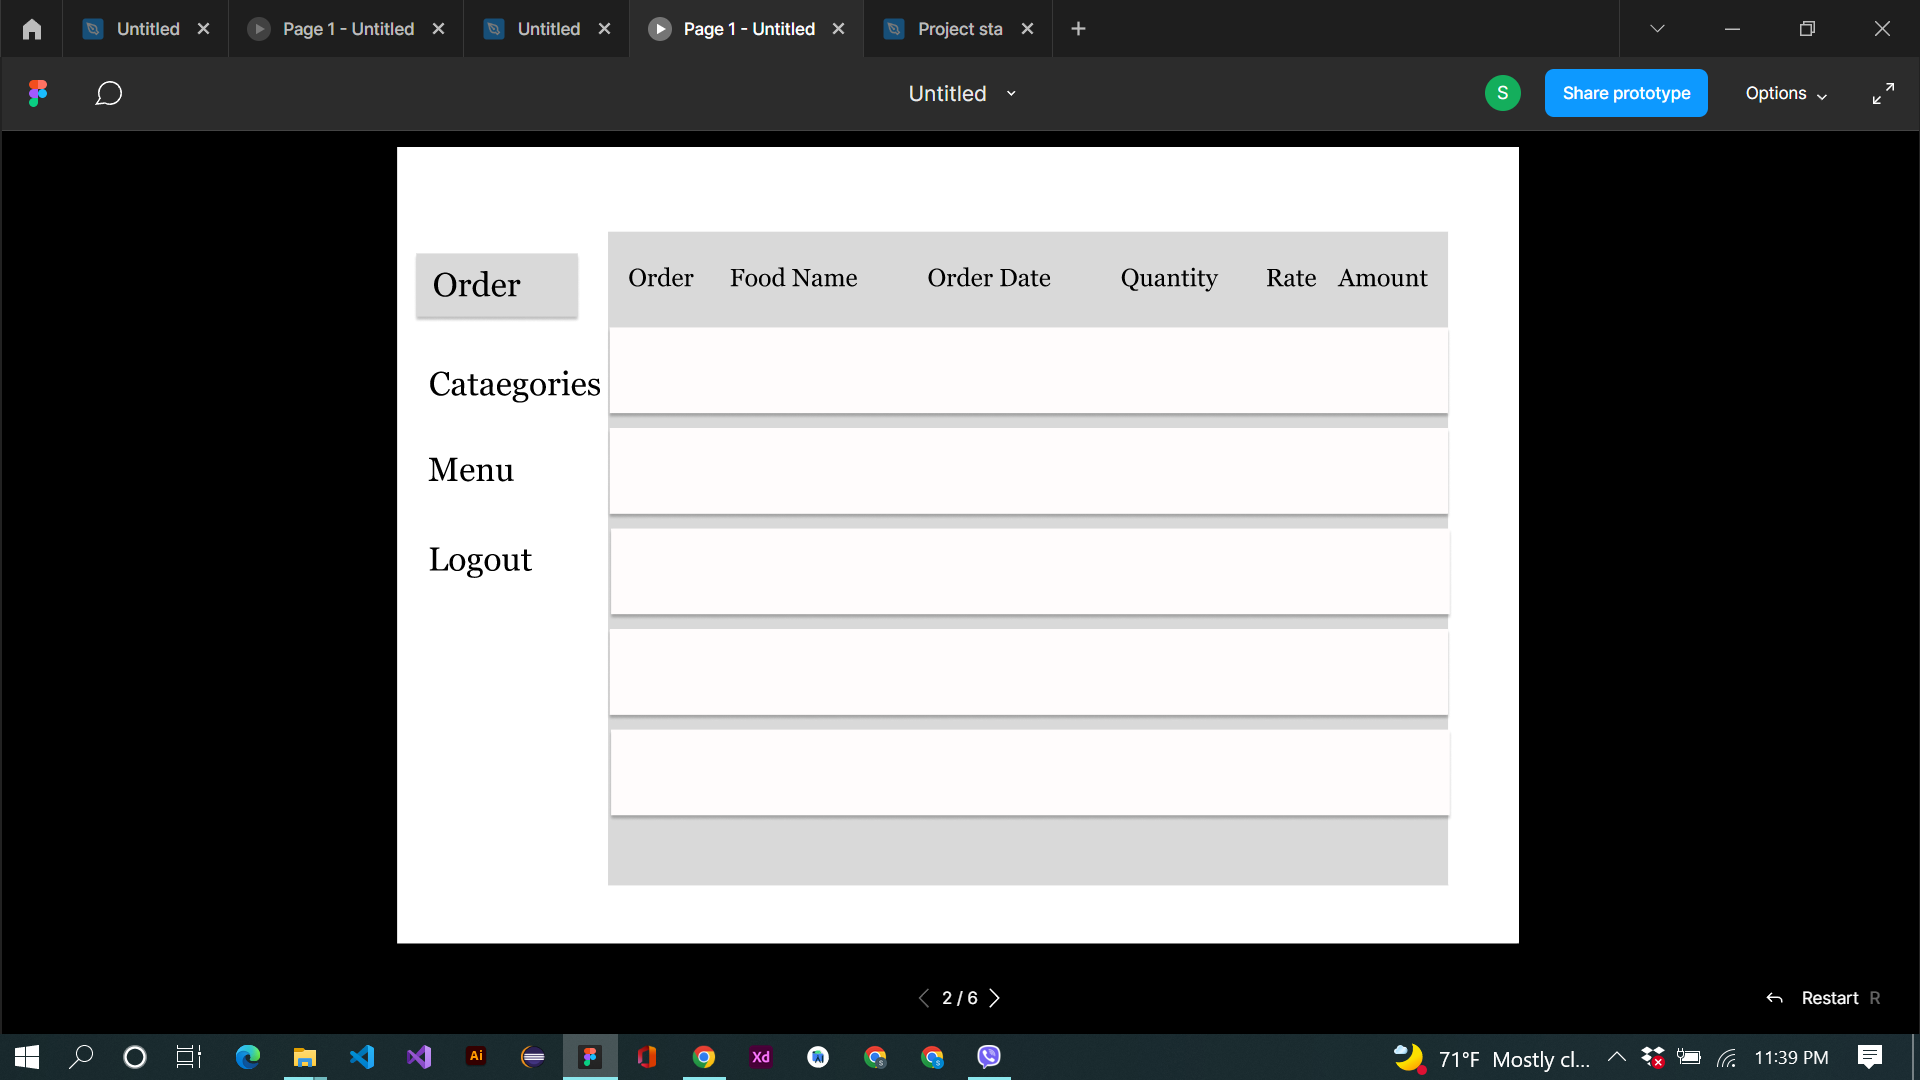 Untitled Page 1 - Untitled Untitled Page 1 - Untitled Project sta
Untitled S Share prototype Options
Order Order Food Name Order Date Quantity Rate Amount
Cataegories
Menu
Logout
2 / 6 Restart R
Ai Xd 71°F Mostly cl... 11:39 PM